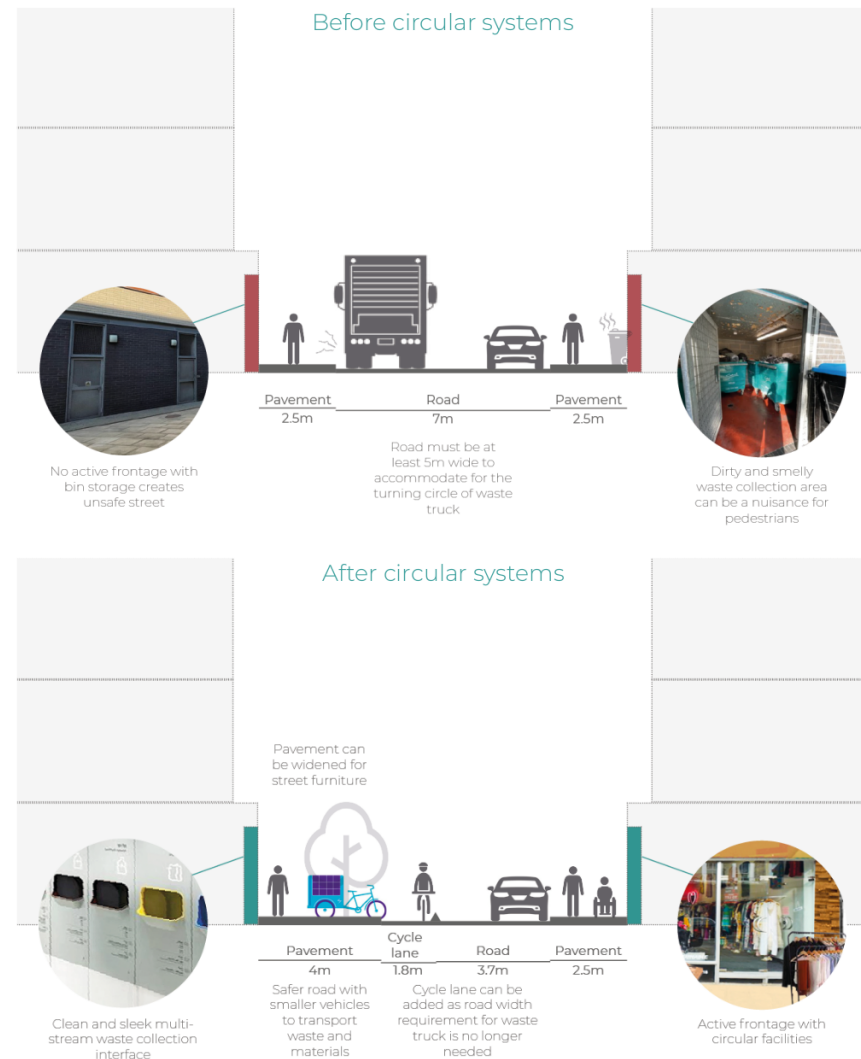 Before circular systems
Pavement
2.5m
Road
7m
Pavement
2.5m
No active frontage with
bin storage creates
unsafe street
Road must be at
least 5m wide to
accommodate for the
turning circle of waste
truck
Dirty and smelly
waste collection area
can be a nuisance for
pedestrians
After circular systems
Pavement can
be widened for
street furniture
Pavement
4m
Cycle
lane
1.8m
Road
3.7m
Pavement
2.5m
Clean and sleek multi-
stream waste collection
interface
Safer road with
smaller vehicles
to transport
waste and
materials
Cycle lane can be
added as road width
requirement for waste
truck is no longer
needed
Active frontage with
circular facilities